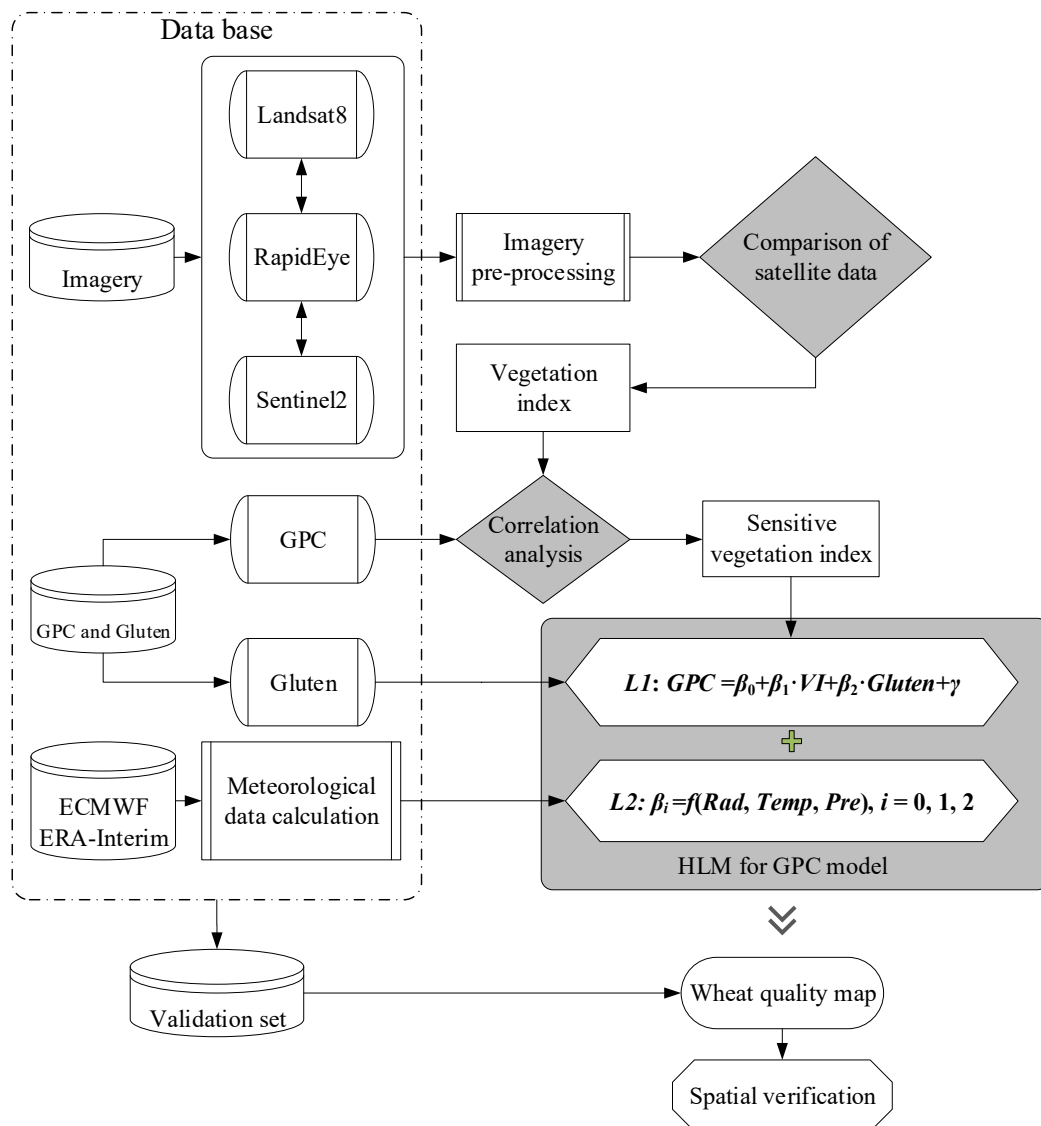 Data base
Landsat8
RapidEye
Sentinel2
Imagery
Imagery
pre-processing
Comparison of
satellite data
Vegetation
index
GPC
Correlation
analysis
Sensitive
vegetation index
GPC and Gluten
Gluten
L1: GPC =β₀+β₁·VI+β₂·Gluten+γ
ECMWF
ERA-Interim
Meteorological
data calculation
L2: βᵢ =f(Rad, Temp, Pre), i = 0, 1, 2
HLM for GPC model
Validation set
Wheat quality map
Spatial verification